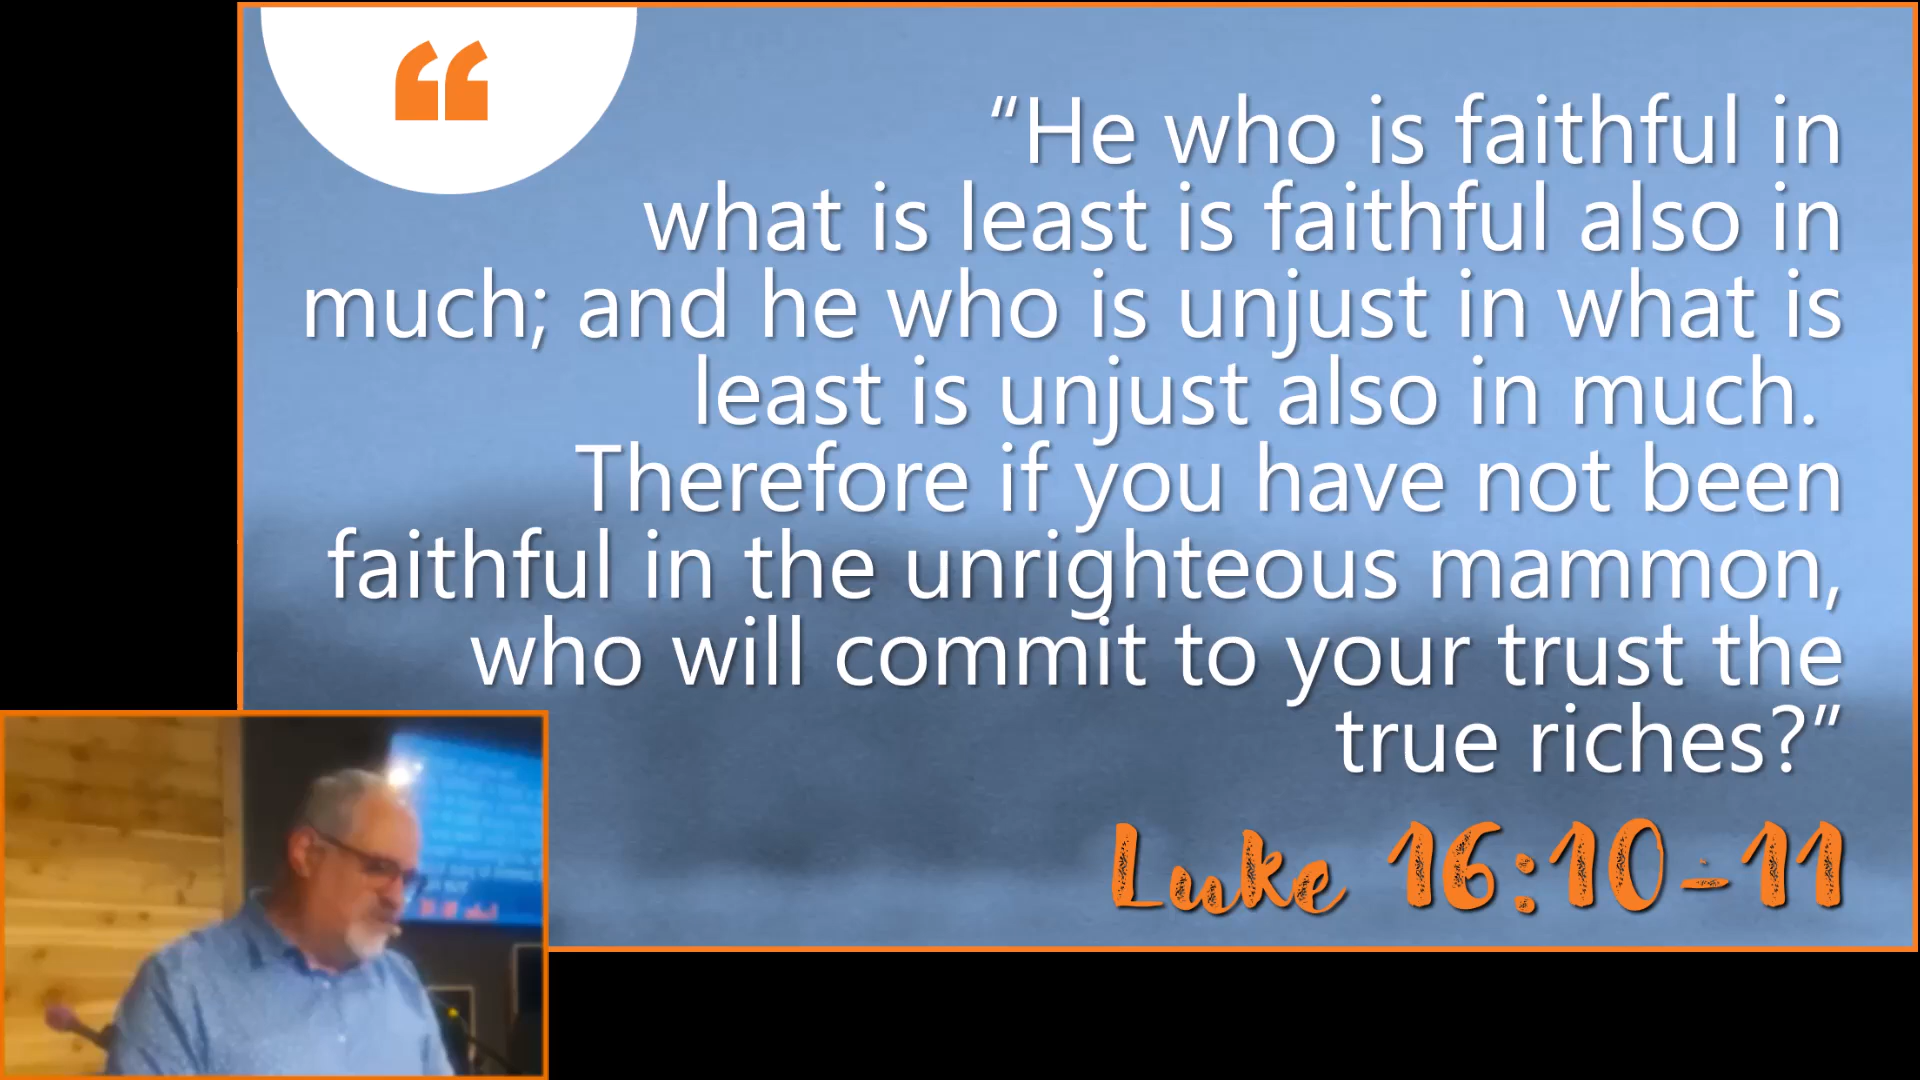 “He who is faithful in
what is least is faithful also in
much; and he who is unjust in what is
least is unjust also in much.
Therefore if you have not been
faithful in the unrighteous mammon,
who will commit to your trust the
true riches?”
Luke 16:10-11